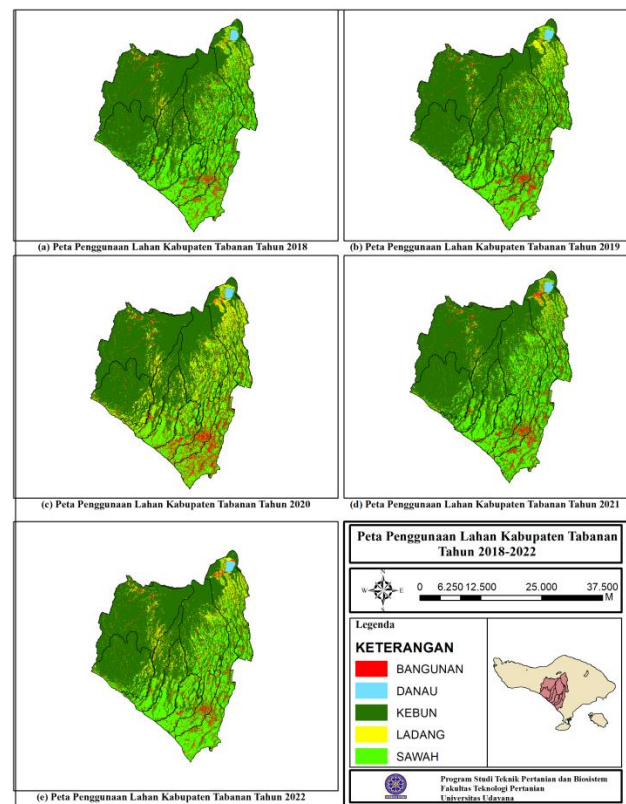 (a) Peta Penggunaan Lahan Kabupaten Tabanan Tahun 2018
(b) Peta Penggunaan Lahan Kabupaten Tabanan Tahun 2019
(c) Peta Penggunaan Lahan Kabupaten Tabanan Tahun 2020
(d) Peta Penggunaan Lahan Kabupaten Tabanan Tahun 2021
(e) Peta Penggunaan Lahan Kabupaten Tabanan Tahun 2022
Peta Penggunaan Lahan Kabupaten Tabanan
Tahun 2018-2022
N
W E
S
0 6.250 12.500 25.000 37.500
M
Legenda
KETERANGAN
BANGUNAN
DANAU
KEBUN
LADANG
SAWAH
Program Studi Teknik Pertanian dan Biosistem
Fakultas Teknologi Pertanian
Universitas Udayana